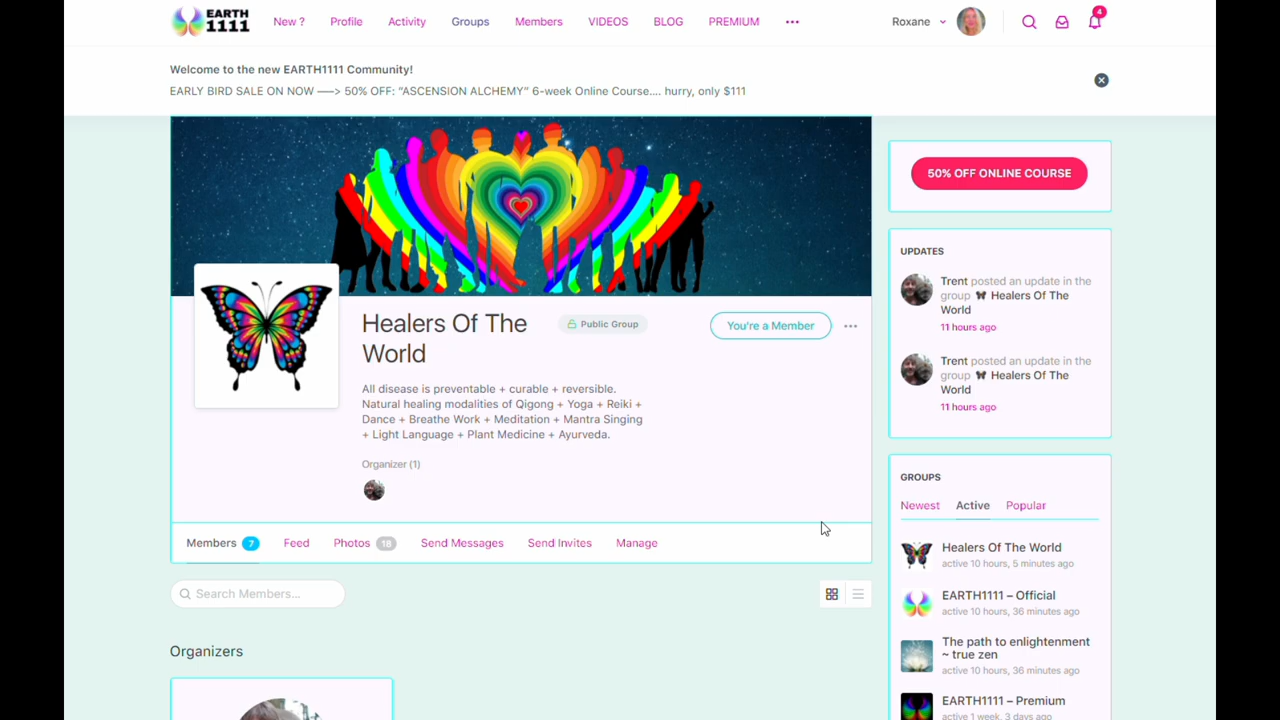 EARTH
1111
New ?
Profile
Activity
Groups
Members
VIDEOS
BLOG
PREMIUM
Roxane
4
Welcome to the new EARTH1111 Community!
EARLY BIRD SALE ON NOW —–> 50% OFF: “ASCENSION ALCHEMY” 6-week Online Course.... hurry, only $111
Healers Of The
World
Public Group
You're a Member
All disease is preventable + curable + reversible.
Natural healing modalities of Qigong + Yoga + Reiki +
Dance + Breathe Work + Meditation + Mantra Singing
+ Light Language + Plant Medicine + Ayurveda.
Organizer (1)
Members 7
Feed
Photos 18
Send Messages
Send Invites
Manage
Search Members...
Organizers
50% OFF ONLINE COURSE
UPDATES
Trent posted an update in the
group Healers Of The
World
11 hours ago
Trent posted an update in the
group Healers Of The
World
11 hours ago
GROUPS
Newest
Active
Popular
Healers Of The World
active 10 hours, 5 minutes ago
EARTH1111 – Official
active 10 hours, 36 minutes ago
The path to enlightenment
~ true zen
active 10 hours, 36 minutes ago
EARTH1111 – Premium
active 1 week, 3 days ago